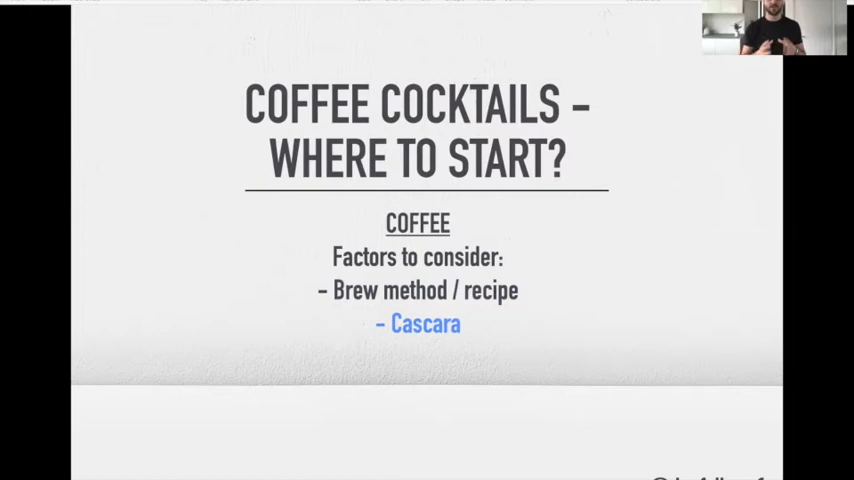 COFFEE COCKTAILS -
WHERE TO START?
COFFEE
Factors to consider:
- Brew method / recipe
- Cascara